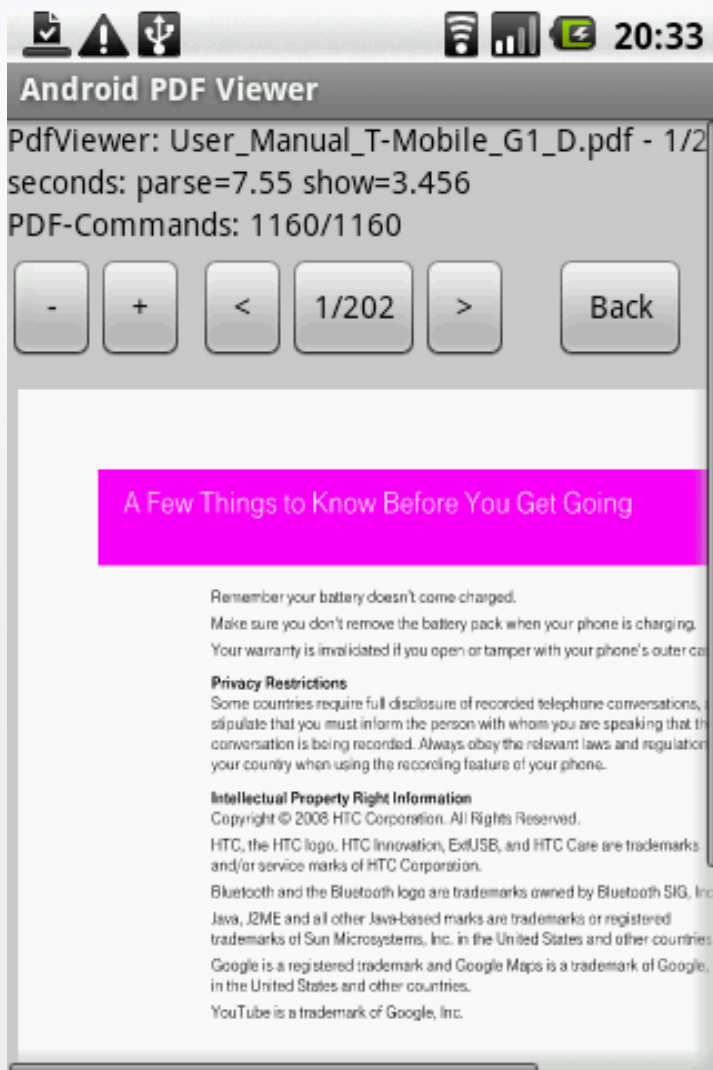 20:33
Android PDF Viewer
PdfViewer: User_Manual_T-Mobile_G1_D.pdf - 1/2
seconds: parse=7.55 show=3.456
PDF-Commands: 1160/1160
- + < 1/202 > Back
A Few Things to Know Before You Get Going
Remember your battery doesn't come charged.
Make sure you don't remove the battery pack when your phone is charging.
Your warranty is invalidated if you open or tamper with your phone's outer
Privacy Restrictions
Some countries require full disclosure of recorded telephone conversations,
stipulate that you must inform the person with whom you are speaking that
conversation is being recorded. Always obey the relevant laws and regulation
your country when using the recording feature of your phone.
Intellectual Property Right Information
Copyright © 2008 HTC Corporation. All Rights Reserved.
HTC, the HTC logo, HTC Innovation, ExtUSB, and HTC Care are trademarks
and/or service marks of HTC Corporation.
Bluetooth and the Bluetooth logo are trademarks owned by Bluetooth SIG,
Java, J2ME and all other Java-based marks are trademarks or registered
trademarks of Sun Microsystems, Inc. in the United States and other countries
Google is a registered trademark and Google Maps is a trademark of Google,
in the United States and other countries.
YouTube is a trademark of Google, Inc.